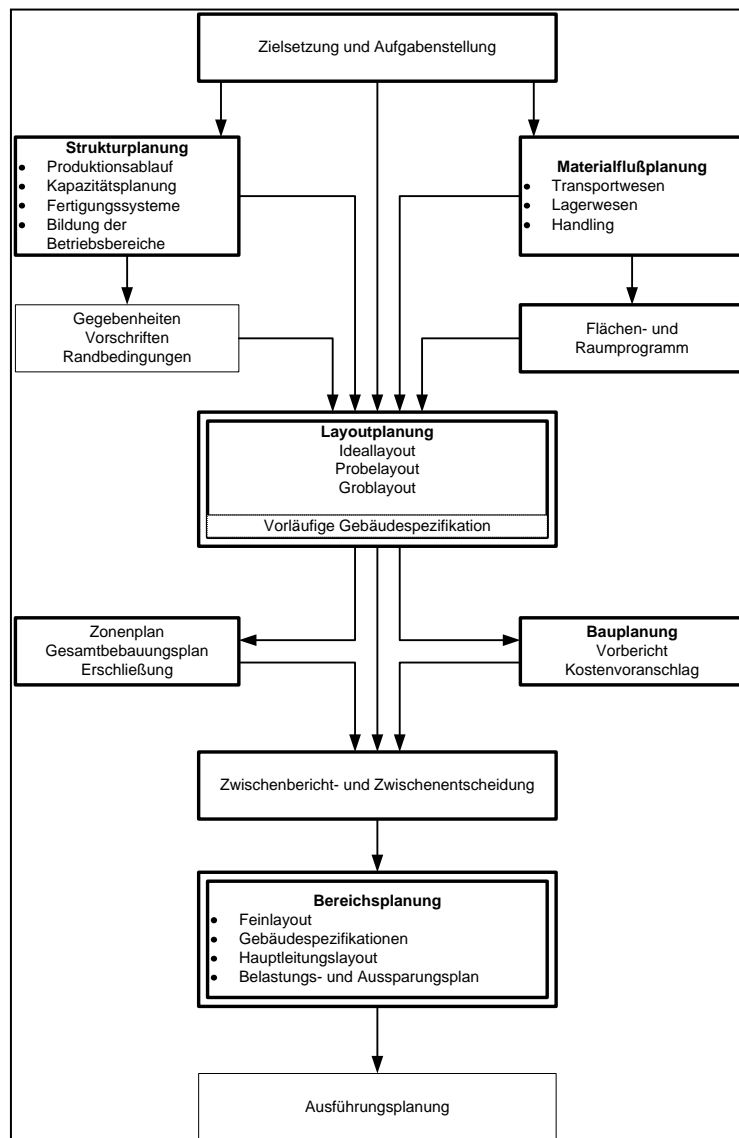 Zielsetzung und Aufgabenstellung
Strukturplanung
• Produktionsablauf
• Kapazitätsplanung
• Fertigungssysteme
• Bildung der
Betriebsbereiche
Materialflußplanung
• Transportwesen
• Lagerwesen
• Handling
Gegebenheiten
Vorschriften
Randbedingungen
Flächen- und
Raumprogramm
Layoutplanung
Ideallayout
Probelayout
Groblayout
Vorläufige Gebäudespezifikation
Zonenplan
Gesamtbebauungsplan
Erschließung
Bauplanung
Vorbericht
Kostenvoranschlag
Zwischenbericht- und Zwischenentscheidung
Bereichsplanung
• Feinlayout
• Gebäudespezifikationen
• Hauptleitungslayout
• Belastungs- und Aussparungsplan
Ausführungsplanung